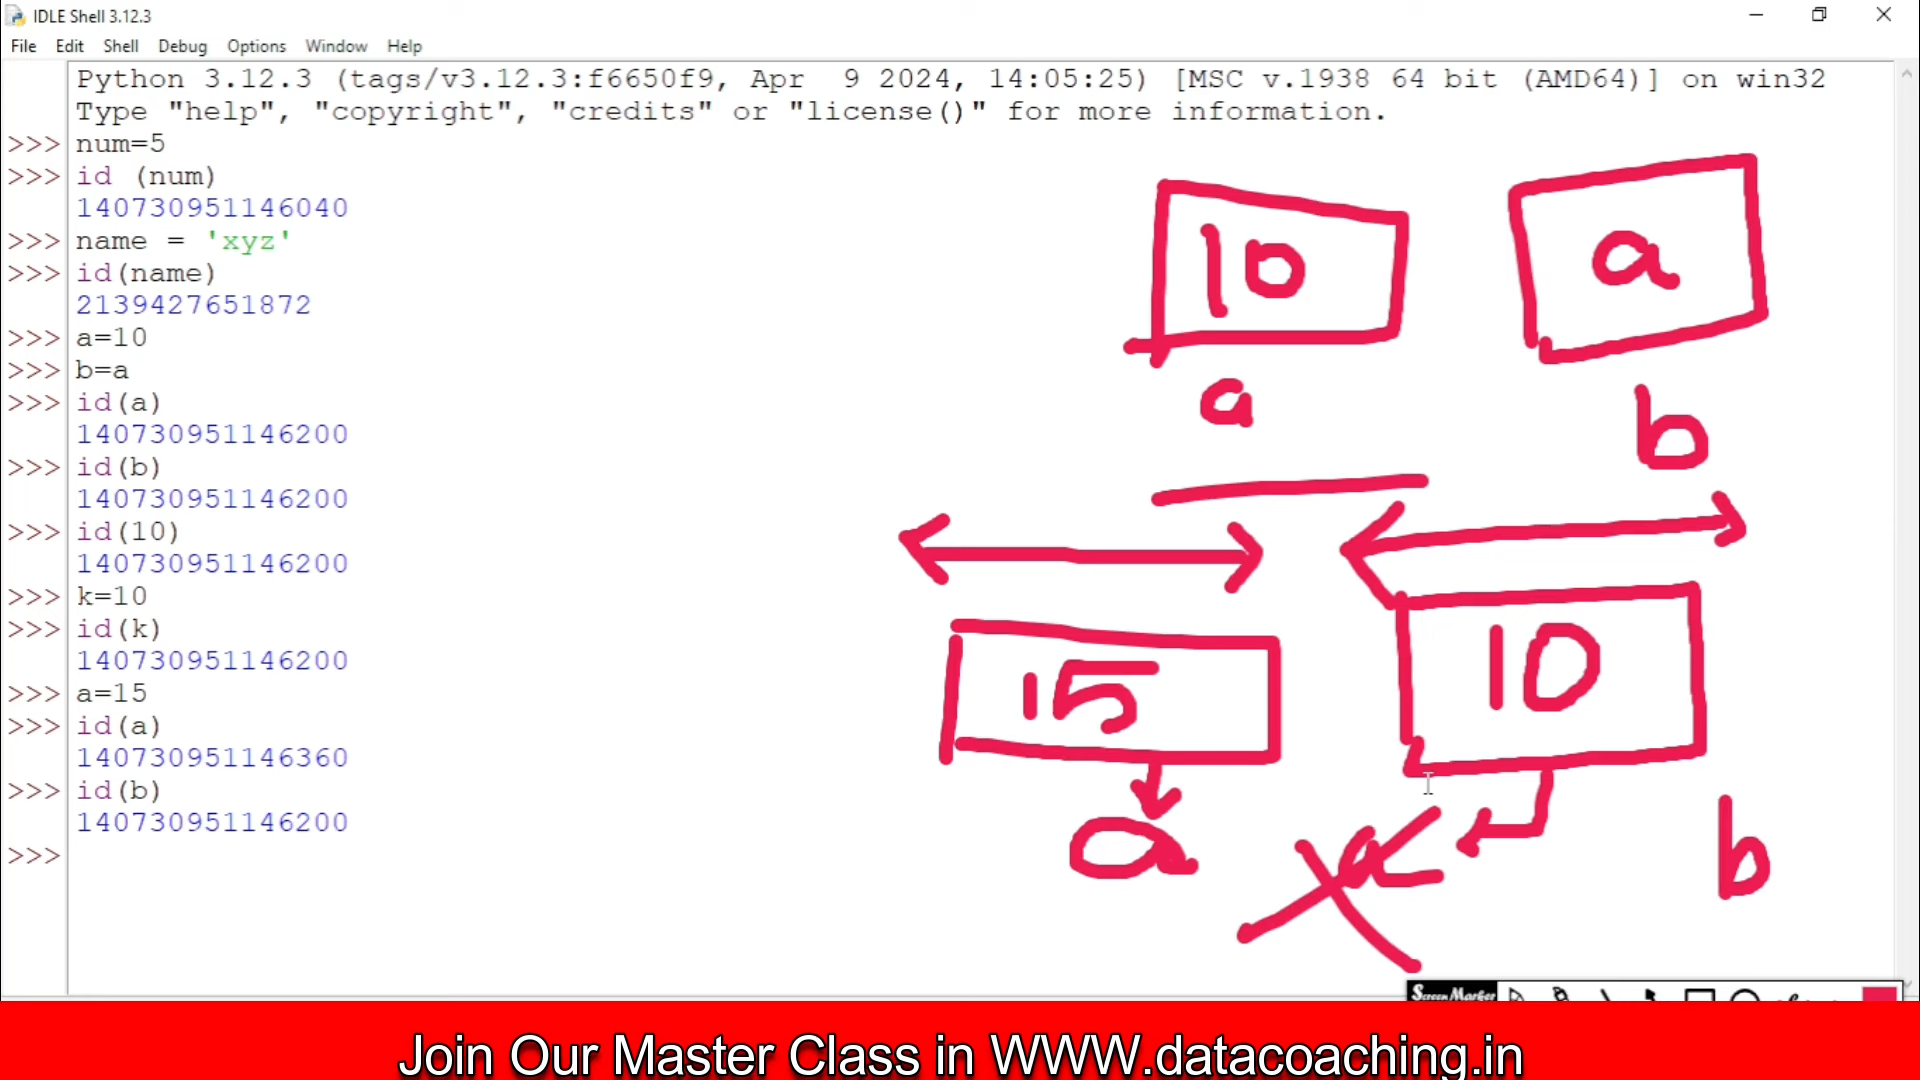 IDLE Shell 3.12.3
File Edit Shell Debug Options Window Help
Python 3.12.3 (tags/v3.12.3:f6650f9, Apr  9 2024, 14:05:25) [MSC v.1938 64 bit (AMD64)] on win32
Type "help", "copyright", "credits" or "license()" for more information.
>>> num=5
>>> id (num)
140730951146040
>>> name = 'xyz'
>>> id(name)
2139427651872
>>> a=10
>>> b=a
>>> id(a)
140730951146200
>>> id(b)
140730951146200
>>> id(10)
140730951146200
>>> k=10
>>> id(k)
140730951146200
>>> a=15
>>> id(a)
140730951146360
>>> id(b)
140730951146200
>>>
10 a
a b
15 10
a a b
Screen Marker
Join Our Master Class in WWW.datacoaching.in